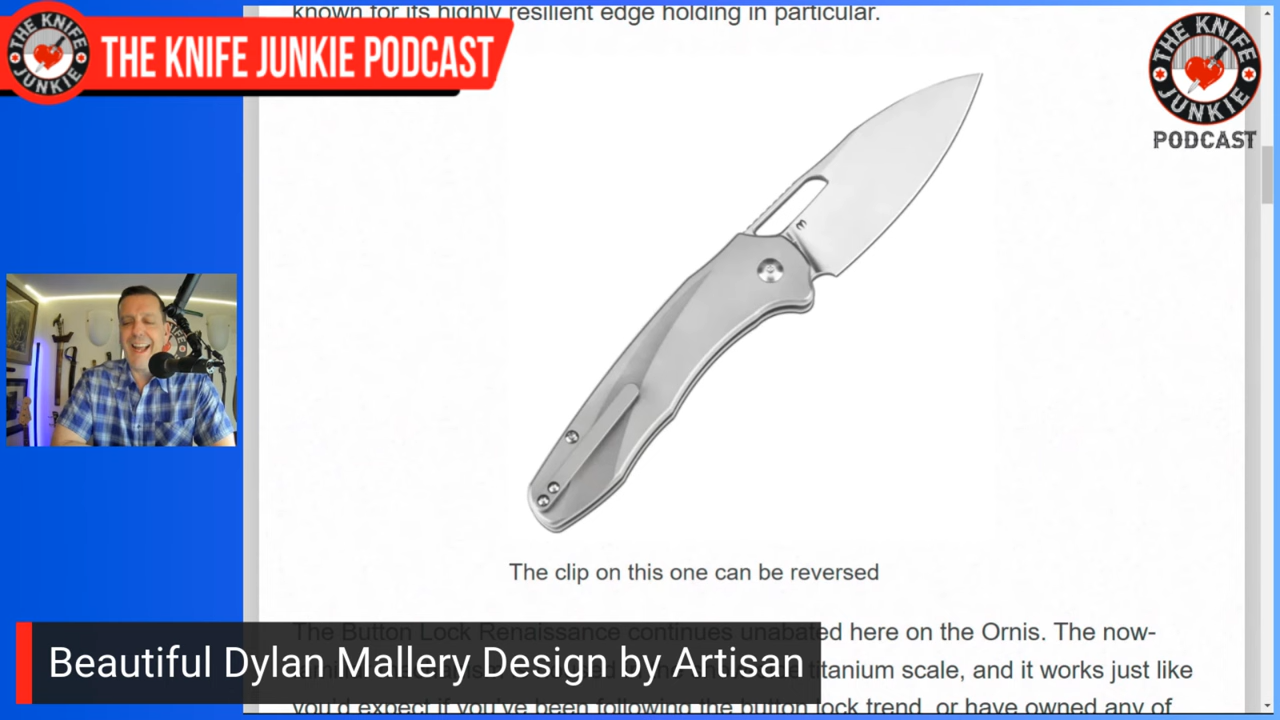 known for its highly resilient edge holding in particular.
THE KNIFE JUNKIE
THE KNIFE JUNKIE PODCAST
THE KNIFE JUNKIE
PODCAST
The clip on this one can be reversed
The Button Lock Renaissance continues unabated here on the Ornis. The now-
Beautiful Dylan Mallery Design by Artisan
titanium scale, and it works just like
you'd expect if you've been following the button lock trend, or have owned any of